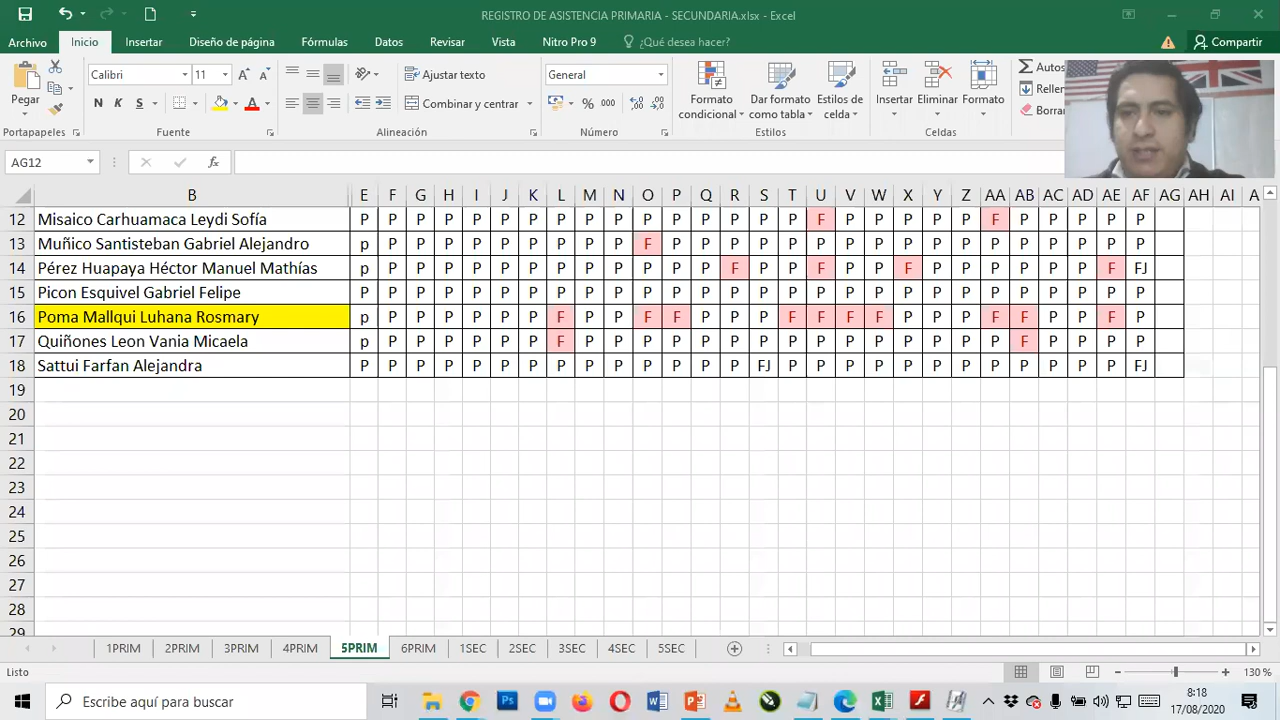 REGISTRO DE ASISTENCIA PRIMARIA - SECUNDARIA.xlsx - Excel
Archivo Inicio Insertar Diseño de página Fórmulas Datos Revisar Vista Nitro Pro 9 ¿Qué desea hacer? Compartir
Pegar
Calibri 11
N K S
Ajustar texto
Combinar y centrar
General
% 000
Formato condicional
Dar formato como tabla
Estilos de celda
Insertar Eliminar Formato
Portapapeles Fuente Alineación Número Estilos Celdas
AG12
B E F G H I J K L M N O P Q R S T U V W X Y Z AA AB AC AD AE AF AG AH AI
12 Misaico Carhuamaca Leydi Sofía P P P P P P P P P P P P P P P P F P P P P P F P P P P P
13 Muñico Santisteban Gabriel Alejandro p P P P P P P P P P F P P P P P P P P P P P P P P P P P
14 Pérez Huapaya Héctor Manuel Mathías p P P P P P P P P P P P P F P P F P P F P P P P P P F FJ
15 Picon Esquivel Gabriel Felipe P P P P P P P P P P P P P P P P P P P P P P P P P P P P
16 Poma Mallqui Luhana Rosmary p P P P P P P F P P F F P P P F F F F P P P F F P P F P
17 Quiñones Leon Vania Micaela p P P P P P P F P P P P P P P P P P P P P P P F P P P P
18 Sattui Farfan Alejandra P P P P P P P P P P P P P P FJ P P P P P P P P P P P P FJ
19
20
21
22
23
24
25
26
27
28
29
1PRIM 2PRIM 3PRIM 4PRIM 5PRIM 6PRIM 1SEC 2SEC 3SEC 4SEC 5SEC
Listo 130 %
Escribe aquí para buscar
8:18
17/08/2020